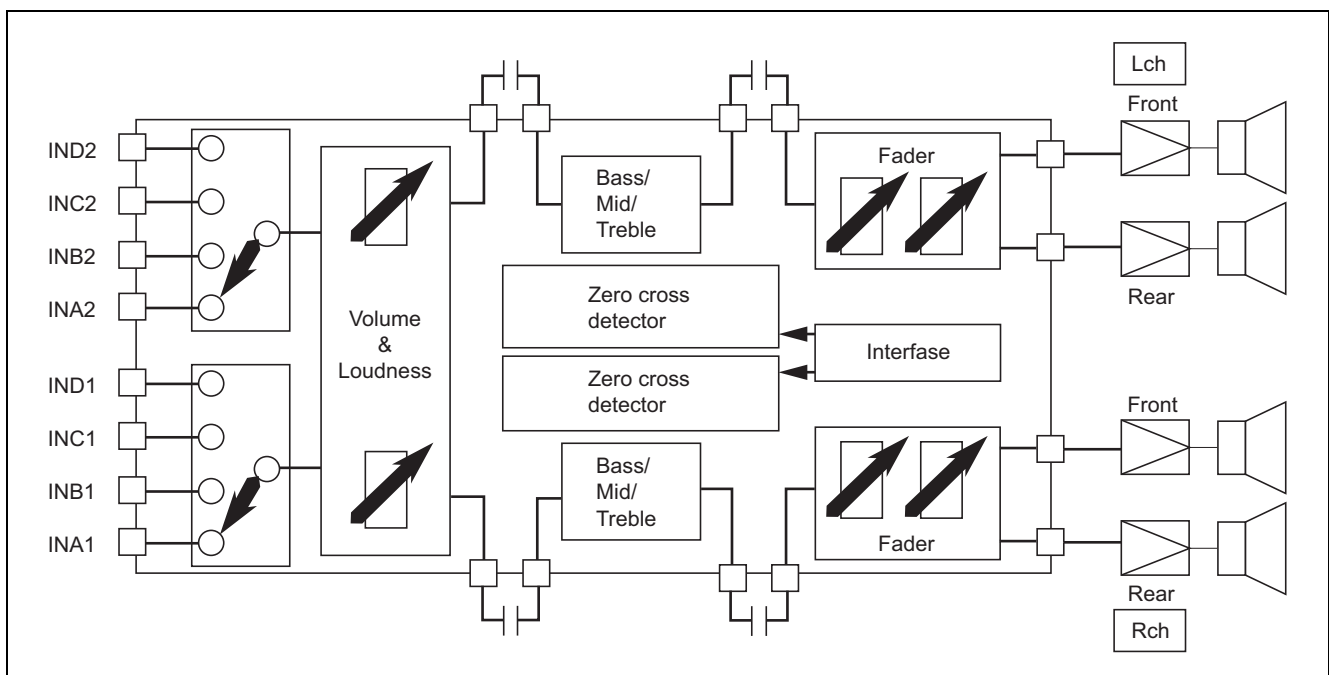 Lch
Front
IND2
INC2
INB2
INA2
Bass/
Mid/
Treble
Fader
Rear
Volume
&
Loudness
Zero cross
detector
Interfase
Zero cross
detector
IND1
INC1
INB1
INA1
Bass/
Mid/
Treble
Fader
Front
Rear
Rch